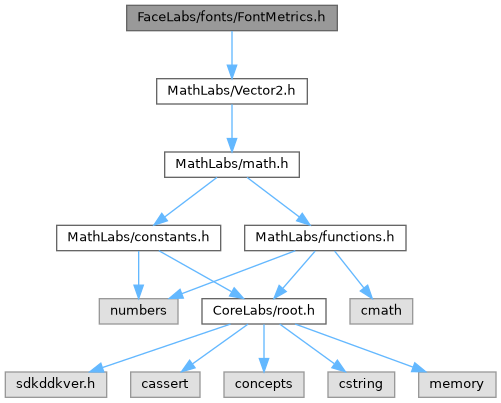 FaceLabs/fonts/FontMetrics.h
MathLabs/Vector2.h
MathLabs/math.h
MathLabs/constants.h
MathLabs/functions.h
numbers
CoreLabs/root.h
cmath
sdkddkver.h
cassert
concepts
cstring
memory